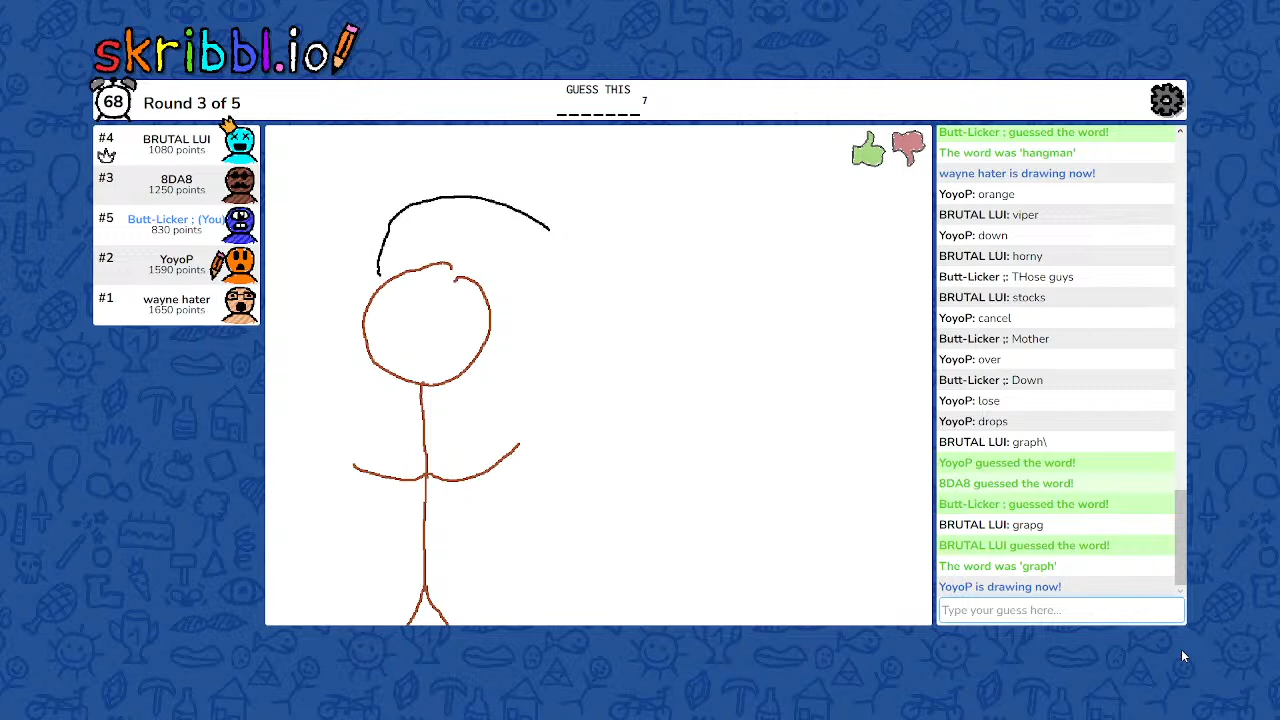 skribbl.io
68
Round 3 of 5
GUESS THIS
_______ 7
#4 BRUTAL LUI
1080 points
#3 8DA8
1250 points
#5 Butt-Licker ; (You)
830 points
#2 YoyoP
1590 points
#1 wayne hater
1650 points
Butt-Licker ; guessed the word!
The word was 'hangman'
wayne hater is drawing now!
YoyoP: orange
BRUTAL LUI: viper
YoyoP: down
BRUTAL LUI: horny
Butt-Licker ;: THose guys
BRUTAL LUI: stocks
YoyoP: cancel
Butt-Licker ;: Mother
YoyoP: over
Butt-Licker ;: Down
YoyoP: lose
YoyoP: drops
BRUTAL LUI: graph\
YoyoP guessed the word!
8DA8 guessed the word!
Butt-Licker ; guessed the word!
BRUTAL LUI: grapg
BRUTAL LUI guessed the word!
The word was 'graph'
YoyoP is drawing now!
Type your guess here...